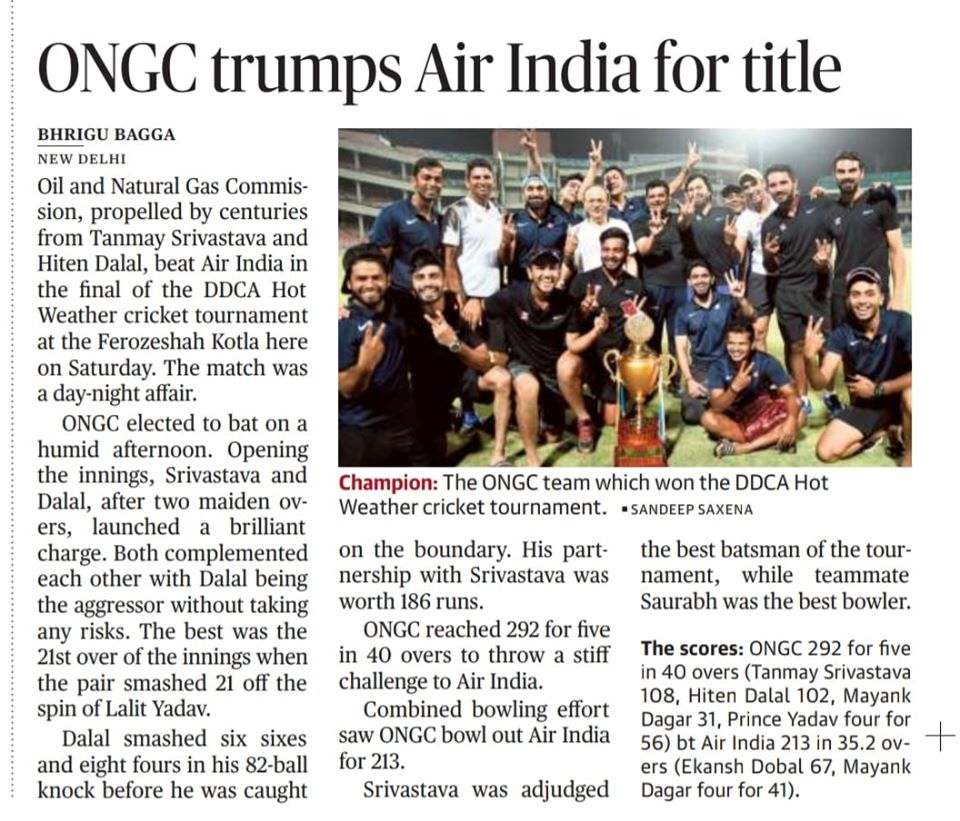 ONGC trumps Air India for title
BHRIGU BAGGA
NEW DELHI
Oil and Natural Gas Commis-
sion, propelled by centuries
from Tanmay Srivastava and
Hiten Dalal, beat Air India in
the final of the DDCA Hot
Weather cricket tournament
at the Ferozeshah Kotla here
on Saturday. The match was
a day-night affair.
ONGC elected to bat on a
humid afternoon. Opening
the innings, Srivastava and
Dalal, after two maiden ov-
ers, launched a brilliant
charge. Both complemented
each other with Dalal being
the aggressor without taking
any risks. The best was the
21st over of the innings when
the pair smashed 21 off the
spin of Lalit Yadav.
Dalal smashed six sixes
and eight fours in his 82-ball
knock before he was caught
Champion: The ONGC team which won the DDCA Hot
Weather cricket tournament. ▪ SANDEEP SAXENA
on the boundary. His part-
nership with Srivastava was
worth 186 runs.
ONGC reached 292 for five
in 40 overs to throw a stiff
challenge to Air India.
Combined bowling effort
saw ONGC bowl out Air India
for 213.
Srivastava was adjudged
the best batsman of the tour-
nament, while teammate
Saurabh was the best bowler.
The scores: ONGC 292 for five
in 40 overs (Tanmay Srivastava
108, Hiten Dalal 102, Mayank
Dagar 31, Prince Yadav four for
56) bt Air India 213 in 35.2 ov-
ers (Ekansh Dobal 67, Mayank
Dagar four for 41).